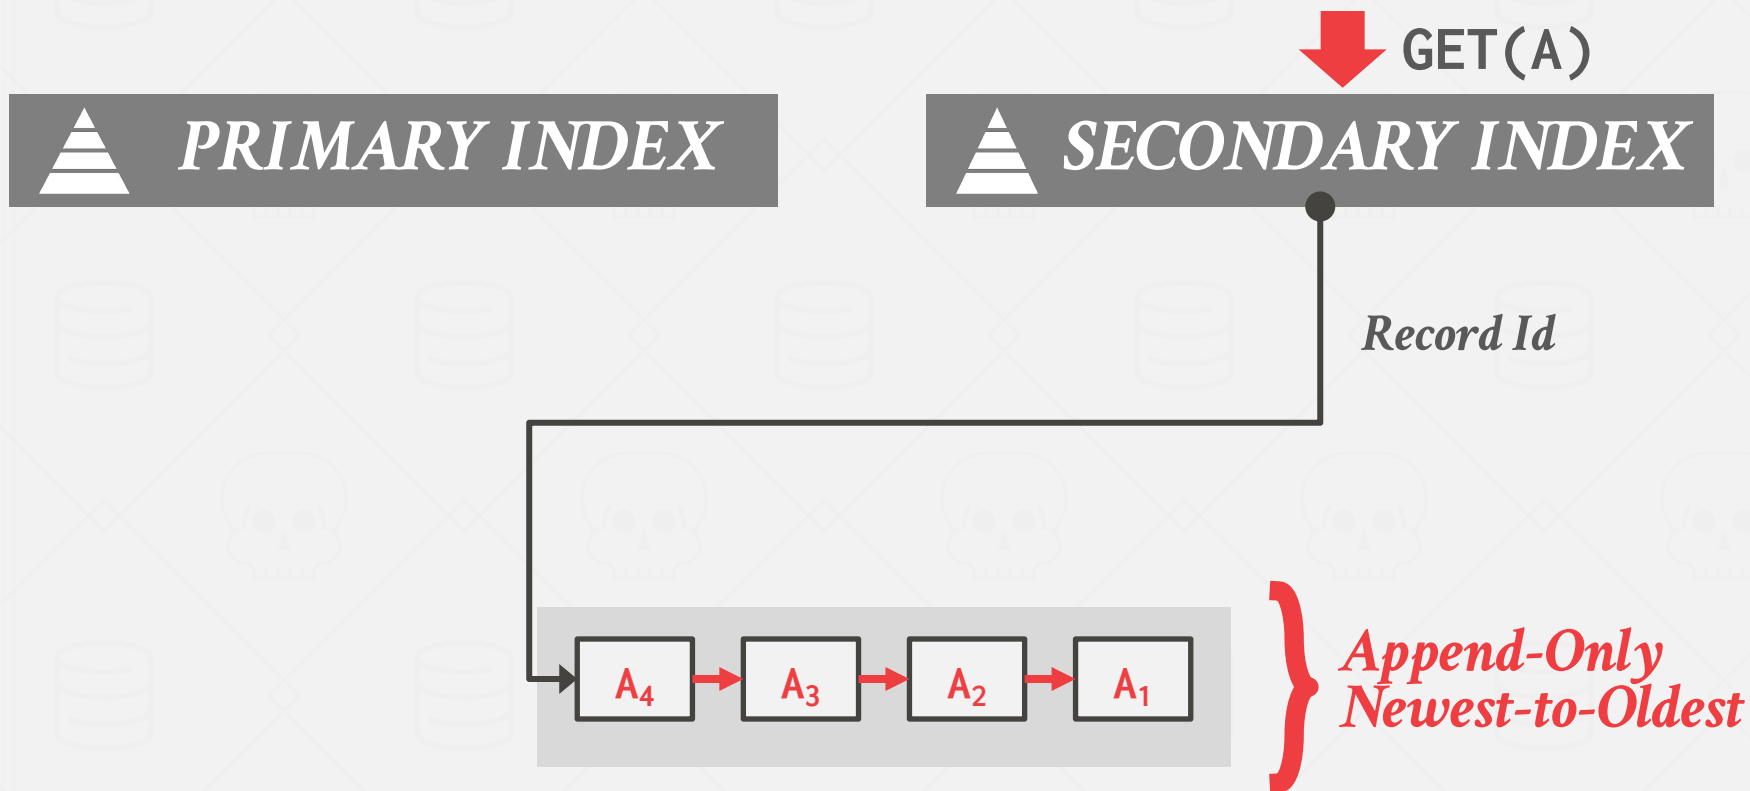 GET(A)
PRIMARY INDEX
SECONDARY INDEX
Record Id
A₄
A₃
A₂
A₁
Append-Only
Newest-to-Oldest